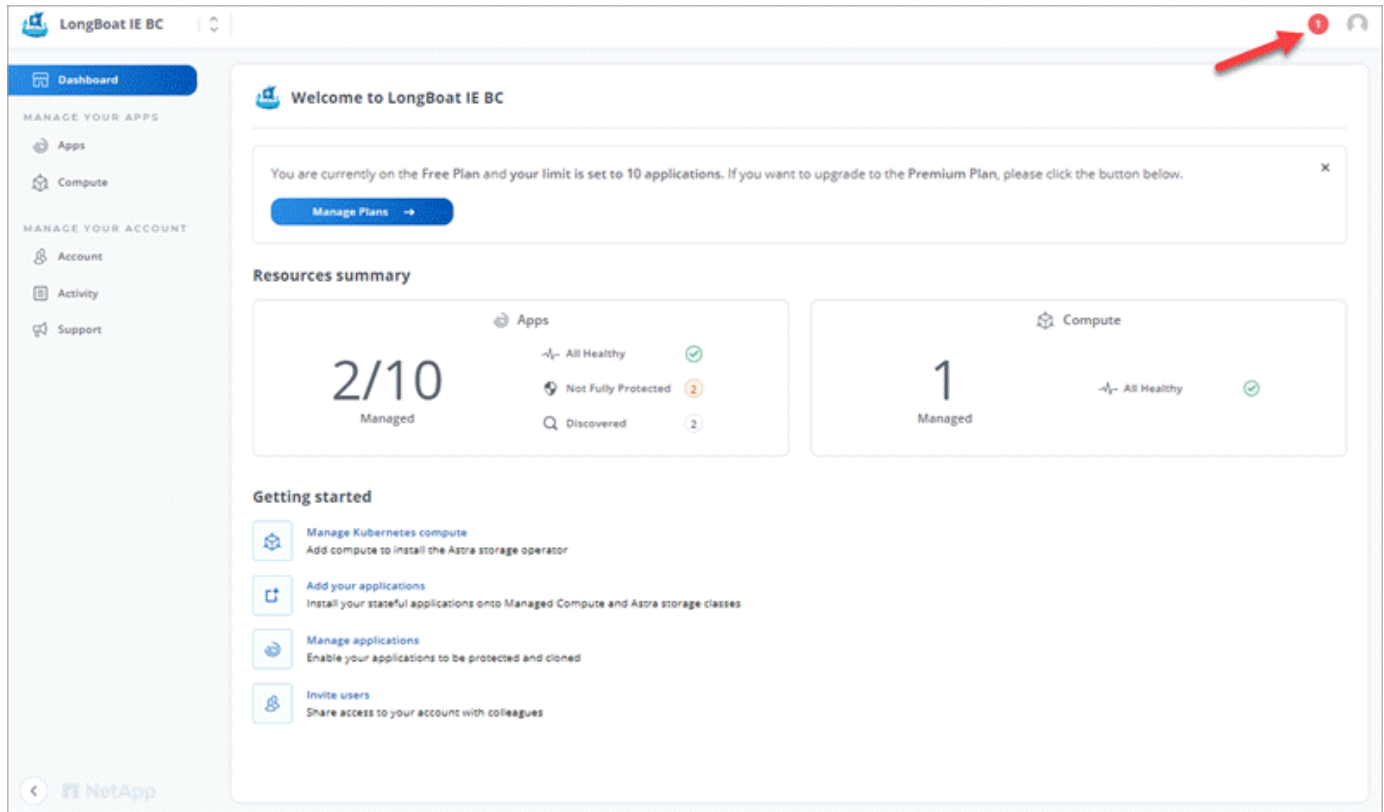 LongBoat IE BC
1
Dashboard
MANAGE YOUR APPS
Apps
Compute
MANAGE YOUR ACCOUNT
Account
Activity
Support
Welcome to LongBoat IE BC
You are currently on the Free Plan and your limit is set to 10 applications. If you want to upgrade to the Premium Plan, please click the button below.
Manage Plans →
Resources summary
Apps
2/10
Managed
All Healthy
Not Fully Protected 2
Discovered 2
Compute
1
Managed
All Healthy
Getting started
Manage Kubernetes compute
Add compute to install the Astra storage operator
Add your applications
Install your stateful applications onto Managed Compute and Astra storage classes
Manage applications
Enable your applications to be protected and cloned
Invite users
Share access to your account with colleagues
NetApp